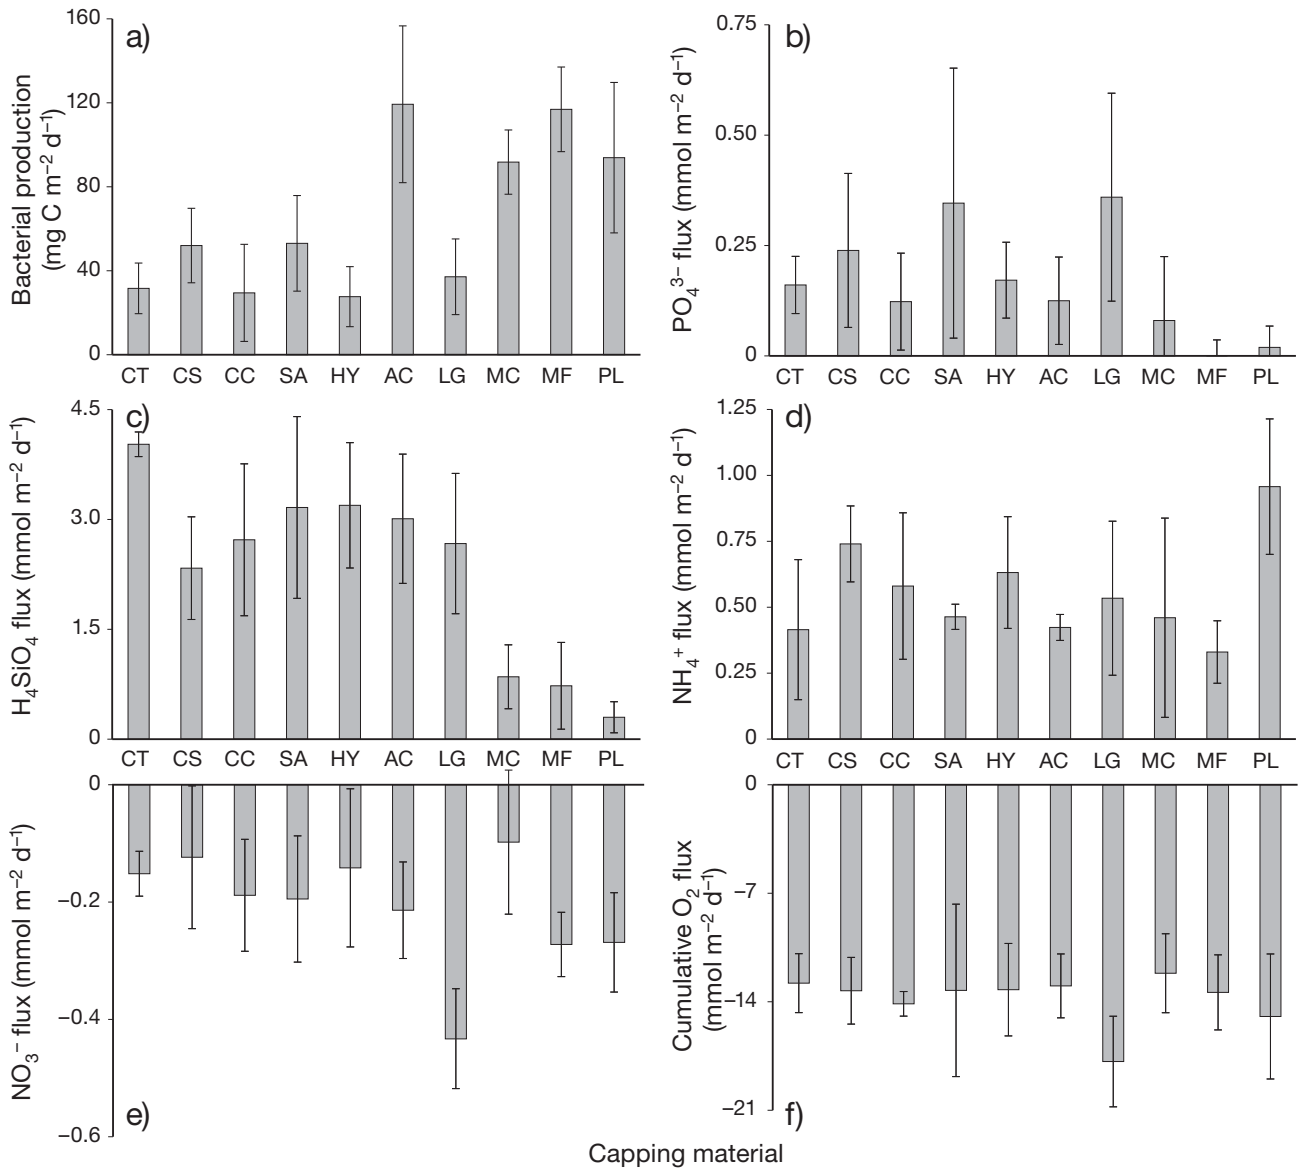 a)
Bacterial production
(mg C m⁻² d⁻¹)
160
120
80
40
0
CT CS CC SA HY AC LG MC MF PL
b)
PO₄³⁻ flux (mmol m⁻² d⁻¹)
0.75
0.50
0.25
0
CT CS CC SA HY AC LG MC MF PL
c)
H₄SiO₄ flux (mmol m⁻² d⁻¹)
4.5
3.0
1.5
0
CT CS CC SA HY AC LG MC MF PL
d)
NH₄⁺ flux (mmol m⁻² d⁻¹)
1.25
1.00
0.75
0.50
0.25
0
CT CS CC SA HY AC LG MC MF PL
e)
NO₃⁻ flux (mmol m⁻² d⁻¹)
0
−0.2
−0.4
−0.6
f)
Cumulative O₂ flux
(mmol m⁻² d⁻¹)
0
−7
−14
−21
Capping material